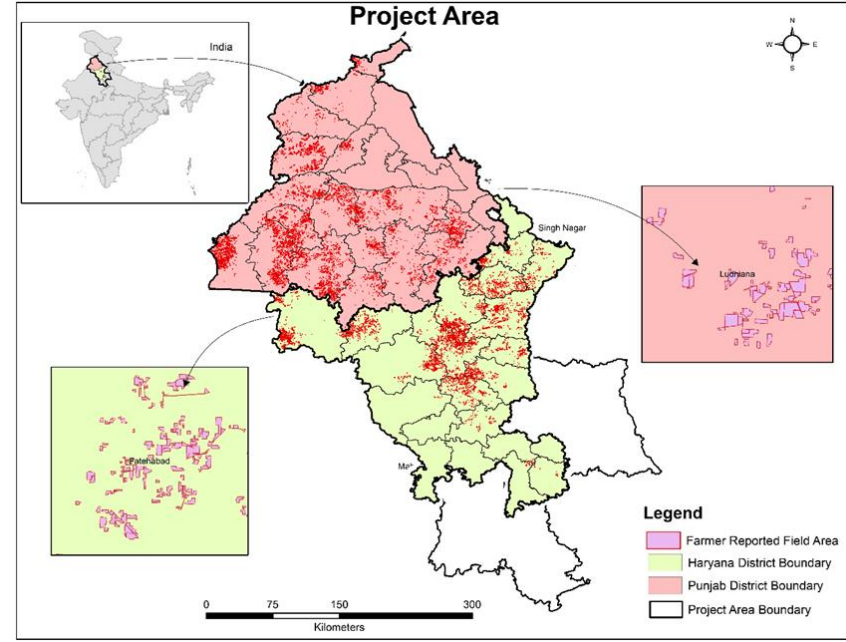 Project Area
India
N
W E
S
Singh Nagar
Ludhiana
Fatehabad
Legend
Farmer Reported Field Area
Haryana District Boundary
Punjab District Boundary
Project Area Boundary
0 75 150 300
Kilometers